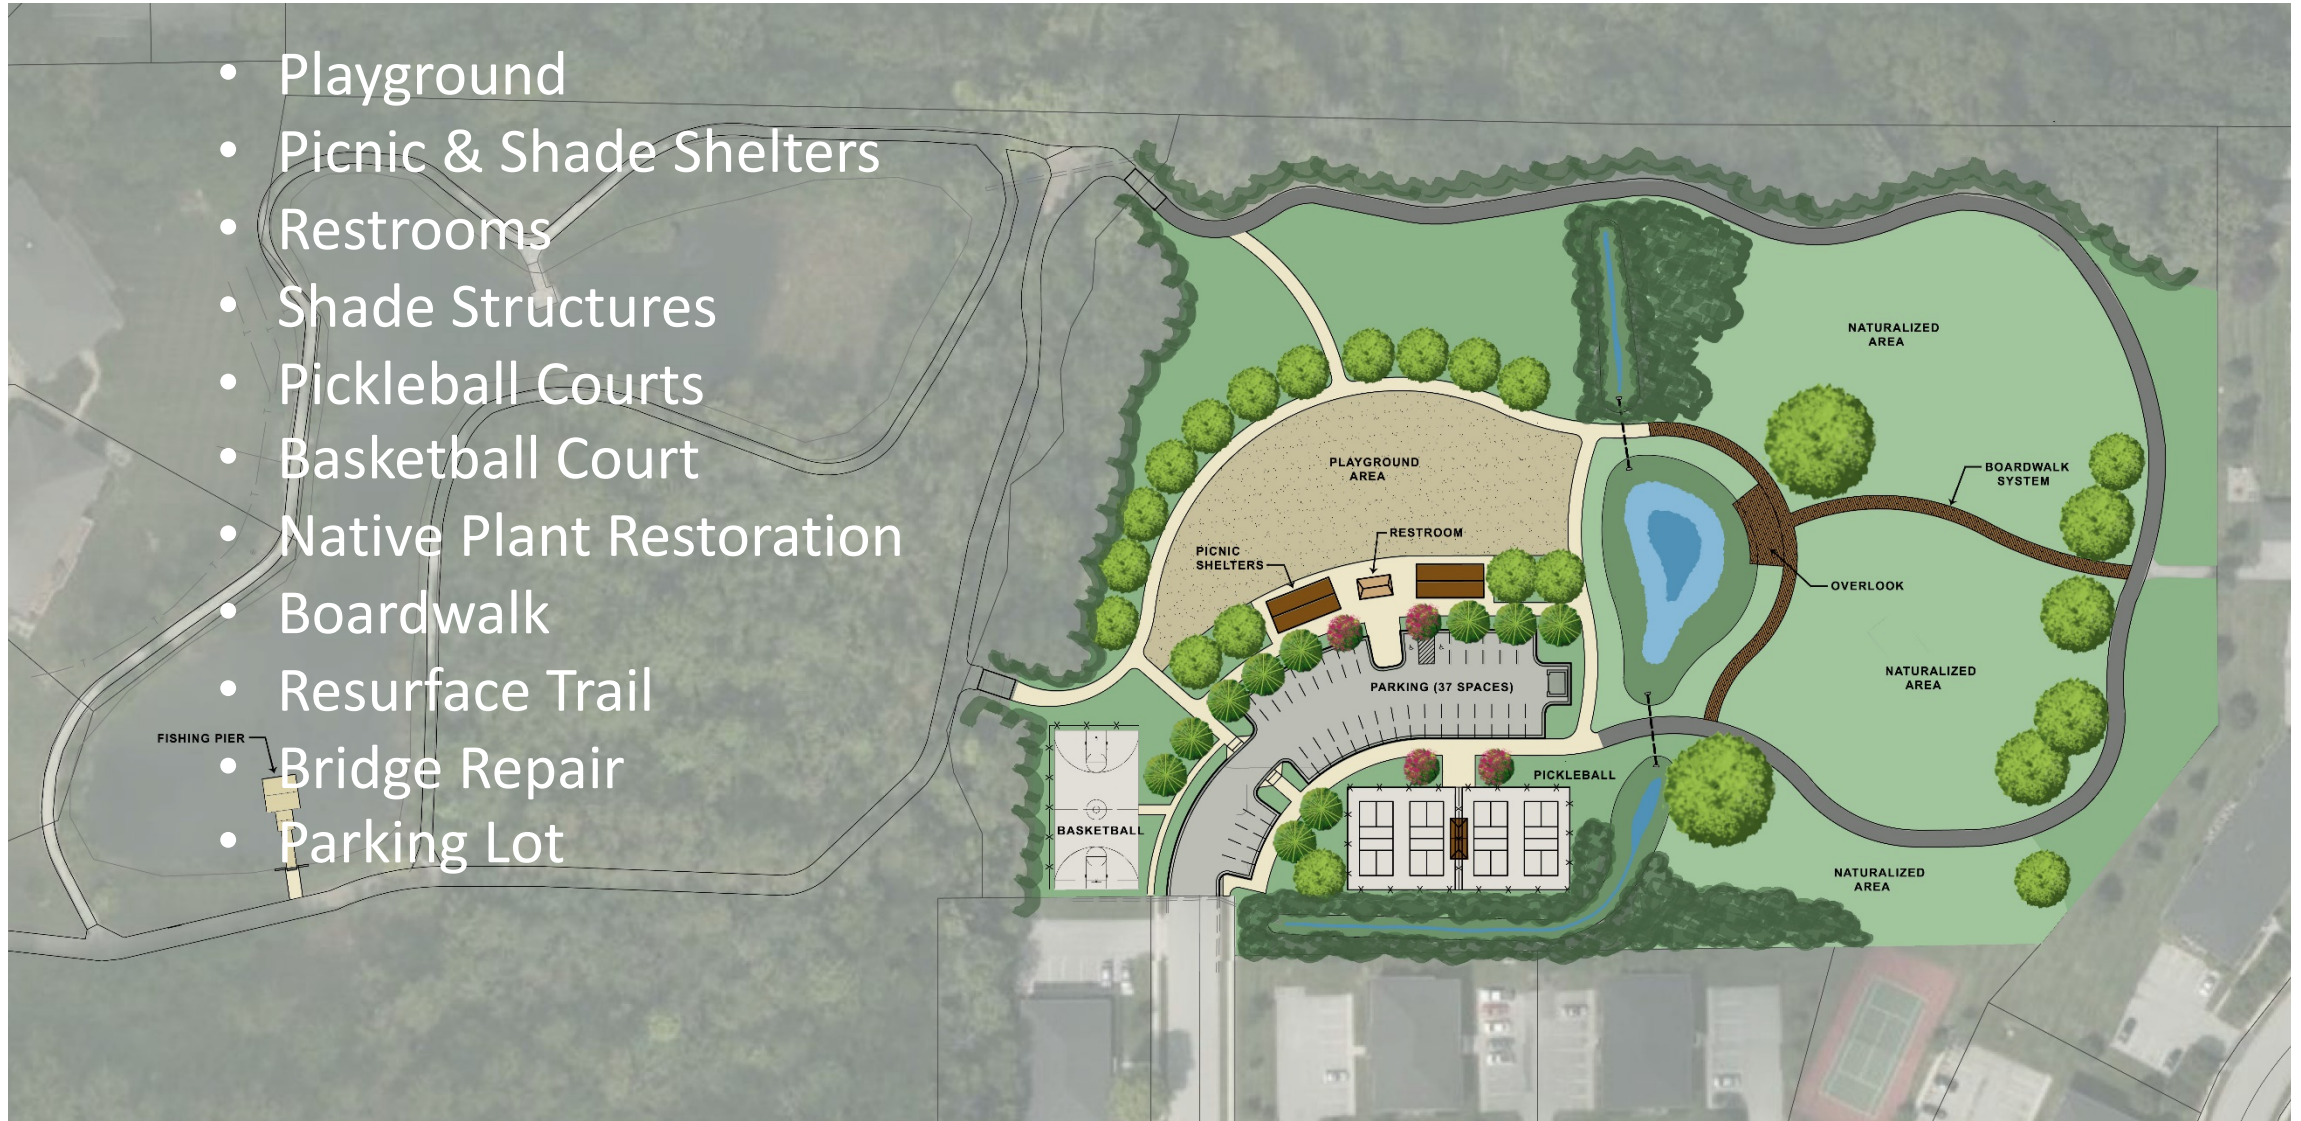 • Playground
• Picnic & Shade Shelters
• Restrooms
• Shade Structures
• Pickleball Courts
• Basketball Court
• Native Plant Restoration
• Boardwalk
• Resurface Trail
• Bridge Repair
• Parking Lot
FISHING PIER
NATURALIZED
AREA
PLAYGROUND
AREA
BOARDWALK
SYSTEM
RESTROOM
PICNIC
SHELTERS
OVERLOOK
NATURALIZED
AREA
PARKING (37 SPACES)
PICKLEBALL
BASKETBALL
NATURALIZED
AREA